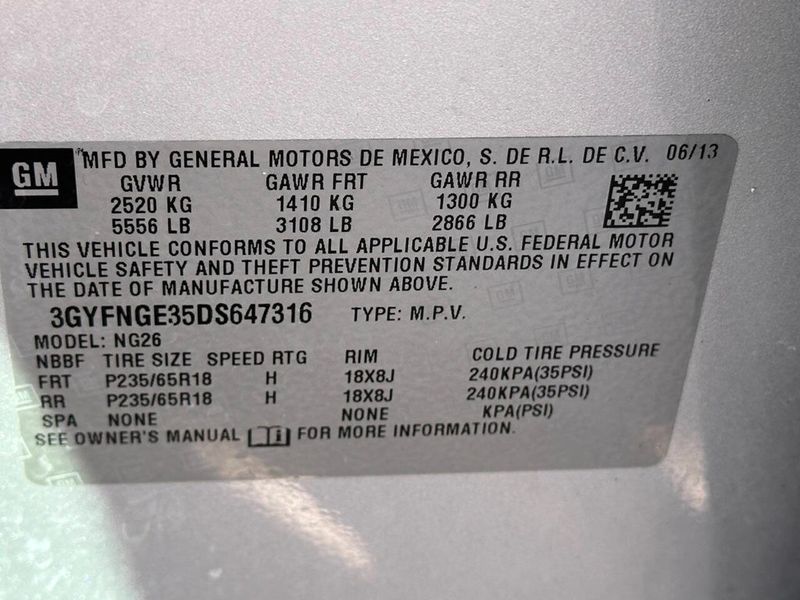 GM MFD BY GENERAL MOTORS DE MEXICO, S. DE R.L. DE C.V. 06/13
GVWR GAWR FRT GAWR RR
2520 KG 1410 KG 1300 KG
5556 LB 3108 LB 2866 LB
THIS VEHICLE CONFORMS TO ALL APPLICABLE U.S. FEDERAL MOTOR
VEHICLE SAFETY AND THEFT PREVENTION STANDARDS IN EFFECT ON
THE DATE OF MANUFACTURE SHOWN ABOVE.
3GYFNGE35DS647316 TYPE: M.P.V.
MODEL: NG26
NBBF TIRE SIZE SPEED RTG RIM COLD TIRE PRESSURE
FRT P235/65R18 H 18X8J 240KPA(35PSI)
RR P235/65R18 H 18X8J 240KPA(35PSI)
SPA NONE NONE KPA(PSI)
SEE OWNER'S MANUAL FOR MORE INFORMATION.